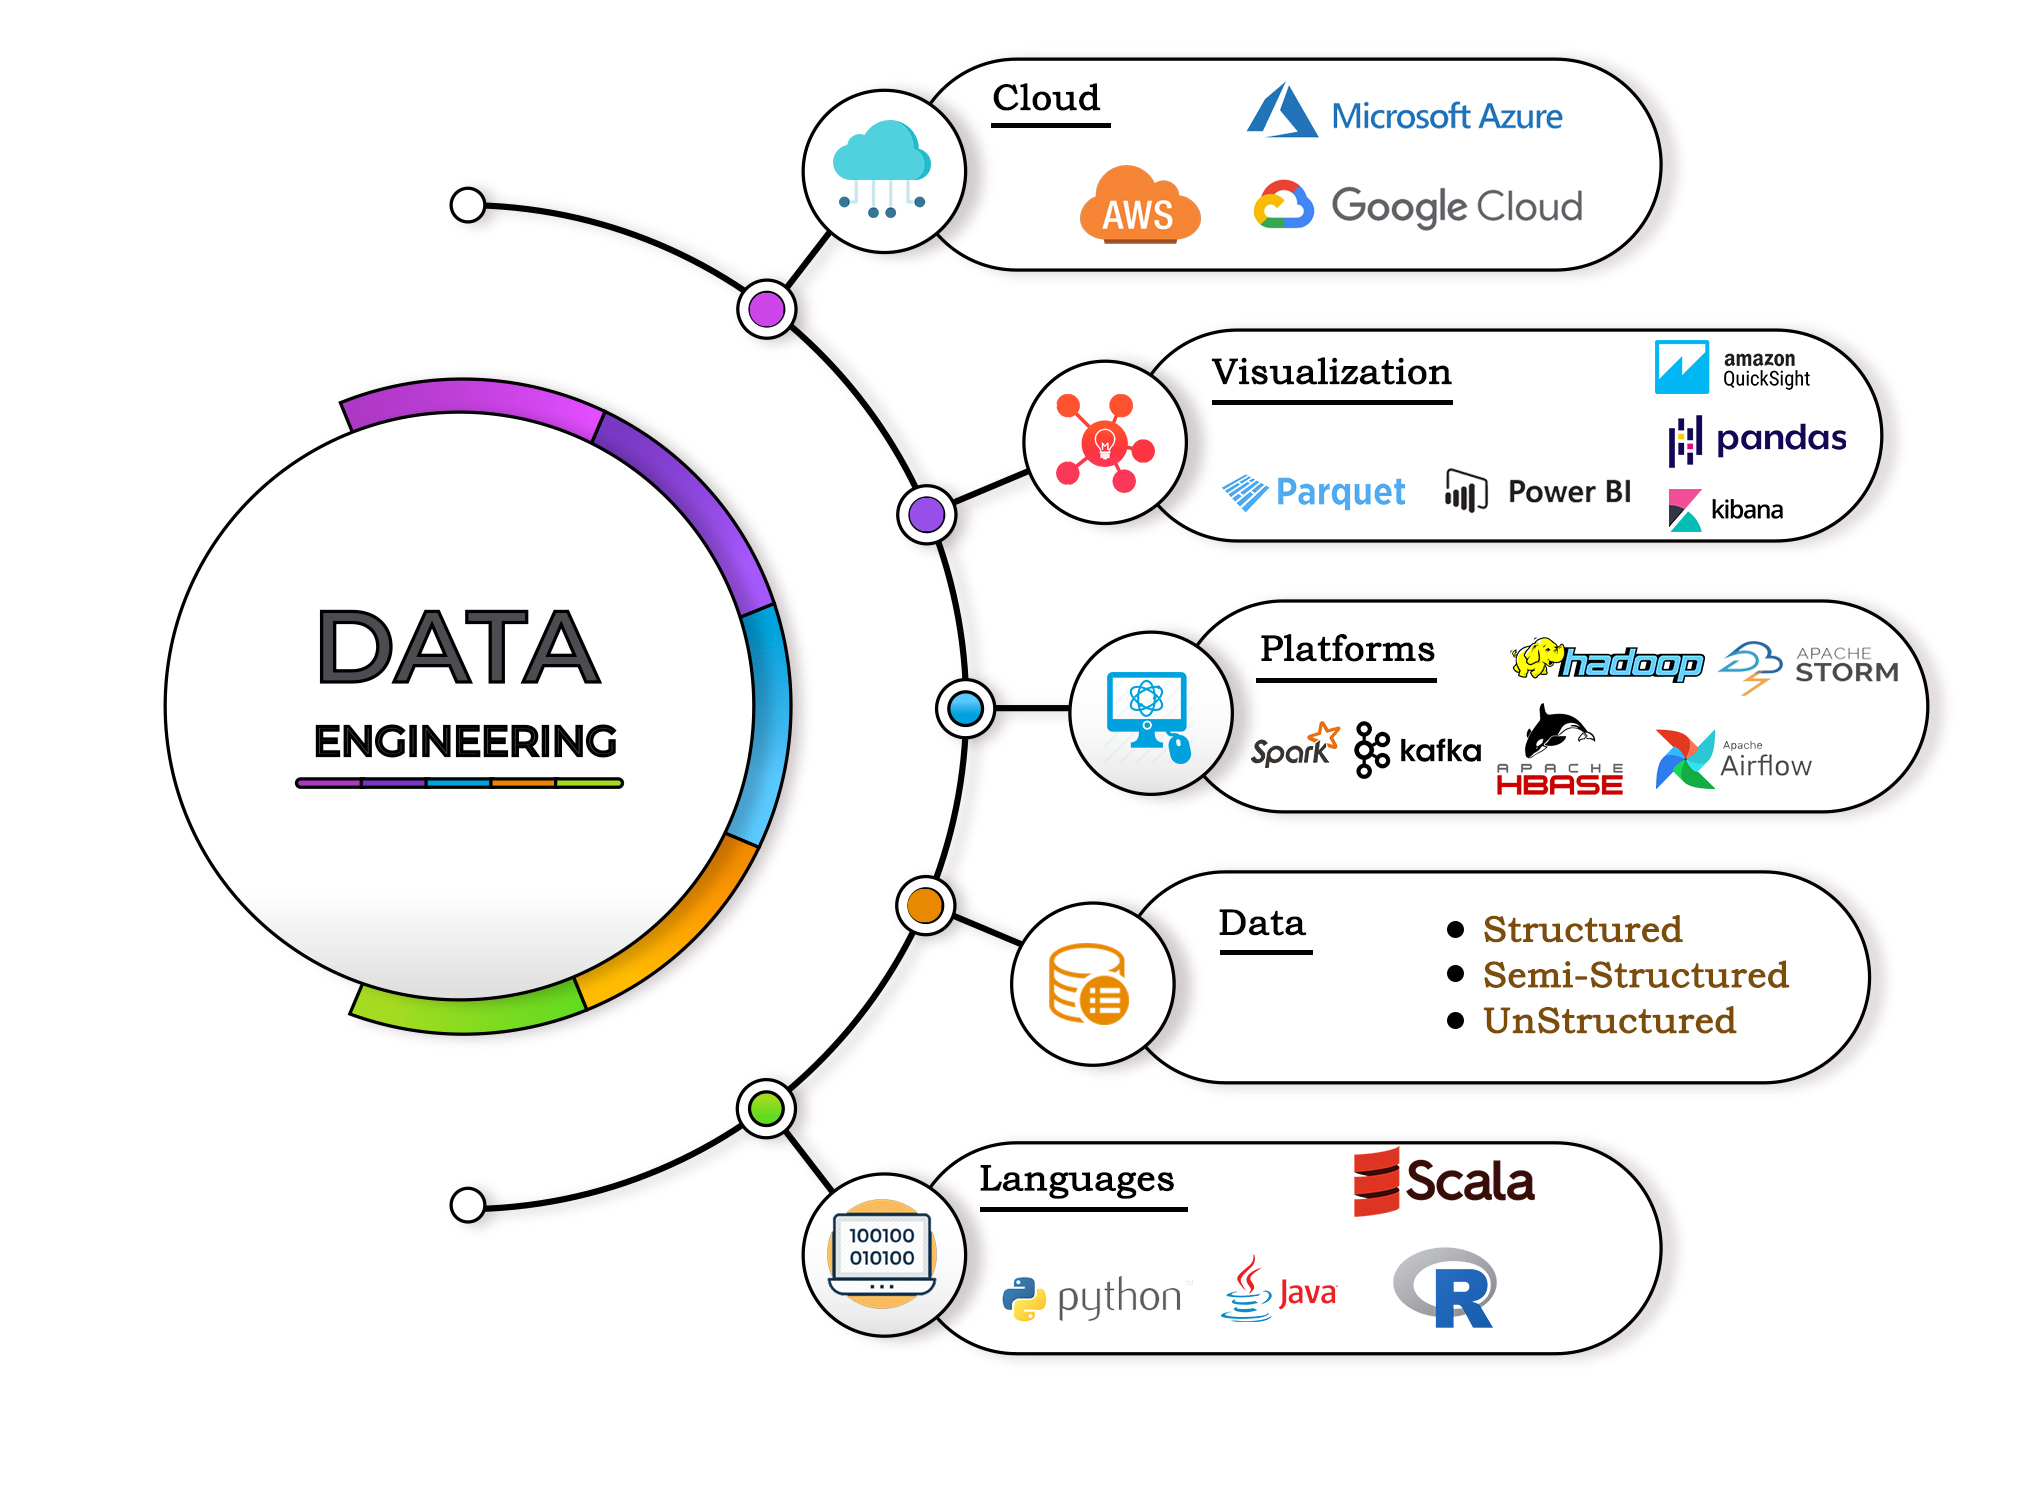 DATA
ENGINEERING
Cloud
Microsoft Azure
AWS
Google Cloud
Visualization
amazon
QuickSight
pandas
Parquet
Power BI
kibana
Platforms
hadoop
APACHE
STORM
Spark
kafka
APACHE
HBASE
Apache
Airflow
Data
Structured
Semi-Structured
UnStructured
Languages
Scala
100100
010100
python
Java
R